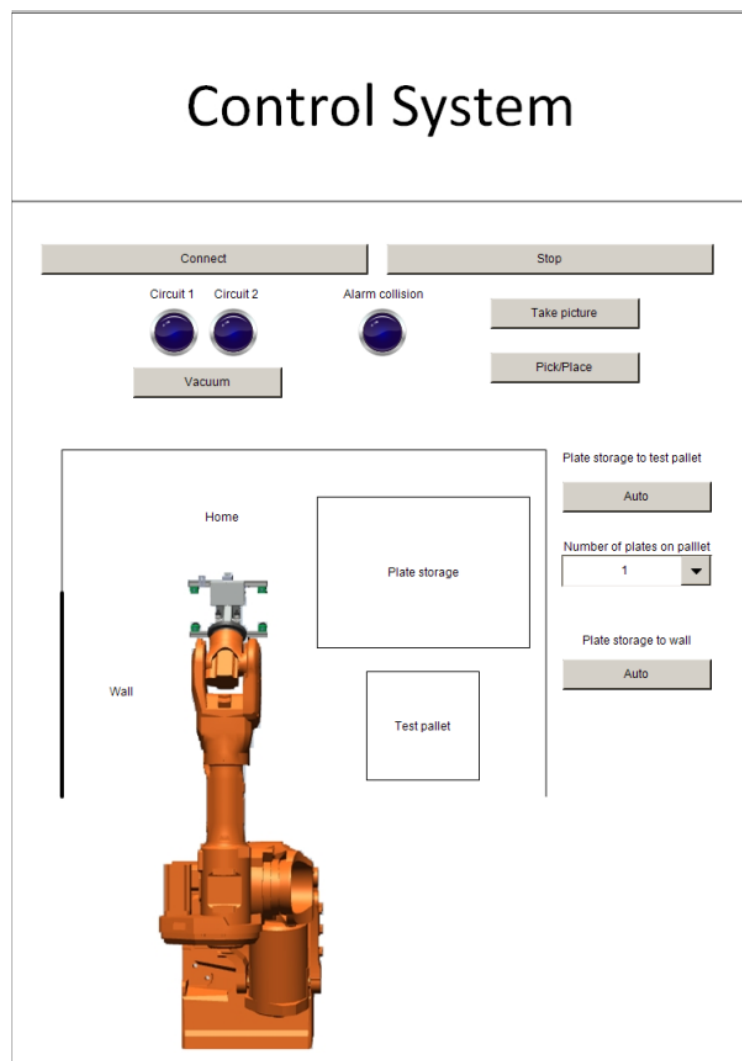 Control System
Connect
Stop
Circuit 1
Circuit 2
Alarm collision
Take picture
Vacuum
Pick/Place
Plate storage to test pallet
Auto
Home
Number of plates on palllet
Plate storage
1
Plate storage to wall
Auto
Wall
Test pallet